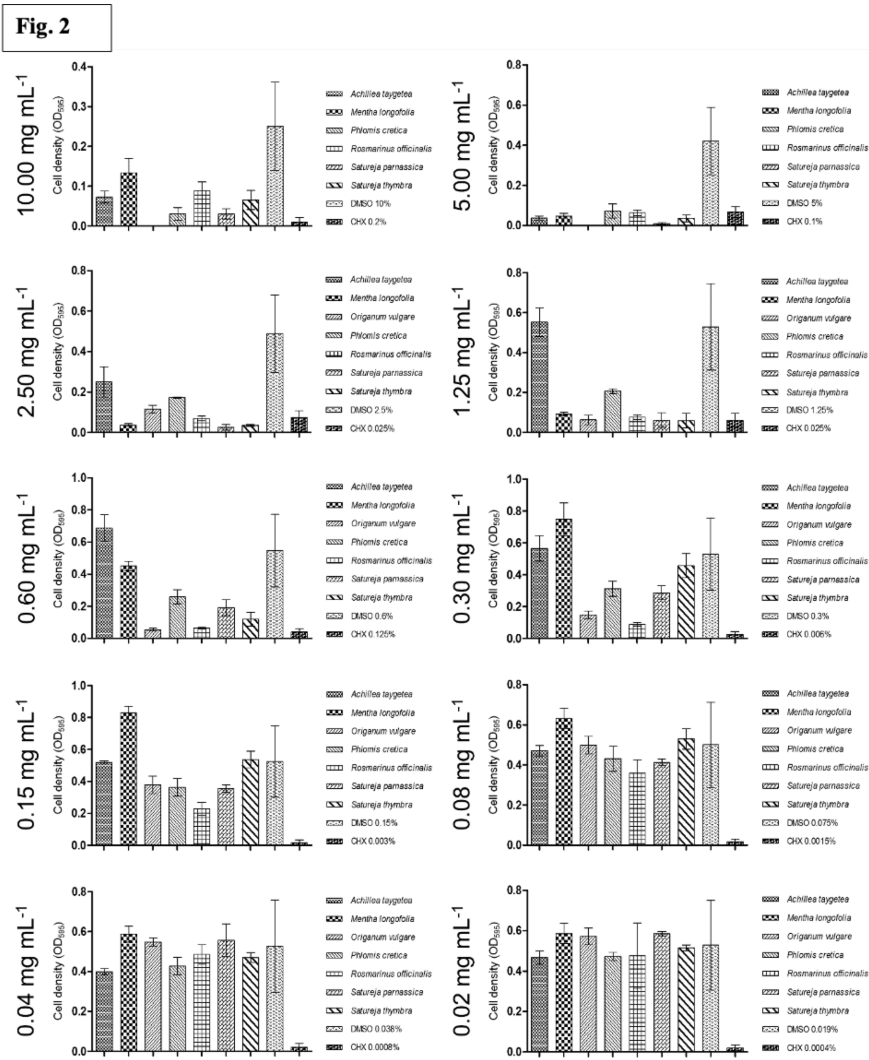 Fig. 2
10.00 mg mL-1
Cell density (OD595)
0.4
0.3
0.2
0.1
0.0
Achillea taygetea
Mentha longofolia
Phlomis cretica
Rosmarinus officinalis
Satureja parnassica
Satureja thymbra
DMSO 10%
CHX 0.2%
5.00 mg mL-1
Cell density (OD595)
0.8
0.6
0.4
0.2
0.0
Achillea taygetea
Mentha longofolia
Phlomis cretica
Rosmarinus officinalis
Satureja parnassica
Satureja thymbra
DMSO 5%
CHX 0.1%
2.50 mg mL-1
Cell density (OD595)
0.8
0.6
0.4
0.2
0.0
Achillea taygetea
Mentha longofolia
Origanum vulgare
Phlomis cretica
Rosmarinus officinalis
Satureja parnassica
Satureja thymbra
DMSO 2.5%
CHX 0.025%
1.25 mg mL-1
Cell density (OD595)
0.8
0.6
0.4
0.2
0.0
Achillea taygetea
Mentha longofolia
Origanum vulgare
Phlomis cretica
Rosmarinus officinalis
Satureja parnassica
Satureja thymbra
DMSO 1.25%
CHX 0.025%
0.60 mg mL-1
Cell density (OD595)
1.0
0.8
0.6
0.4
0.2
0.0
Achillea taygetea
Mentha longofolia
Origanum vulgare
Phlomis cretica
Rosmarinus officinalis
Satureja parnassica
Satureja thymbra
DMSO 0.6%
CHX 0.125%
0.30 mg mL-1
Cell density (OD595)
1.0
0.8
0.6
0.4
0.2
0.0
Achillea taygetea
Mentha longofolia
Origanum vulgare
Phlomis cretica
Rosmarinus officinalis
Satureja parnassica
Satureja thymbra
DMSO 0.3%
CHX 0.006%
0.15 mg mL-1
Cell density (OD595)
1.0
0.8
0.6
0.4
0.2
0.0
Achillea taygetea
Mentha longofolia
Origanum vulgare
Phlomis cretica
Rosmarinus officinalis
Satureja parnassica
Satureja thymbra
DMSO 0.15%
CHX 0.003%
0.08 mg mL-1
Cell density (OD595)
0.8
0.6
0.4
0.2
0.0
Achillea taygetea
Mentha longofolia
Origanum vulgare
Phlomis cretica
Rosmarinus officinalis
Satureja parnassica
Satureja thymbra
DMSO 0.075%
CHX 0.0015%
0.04 mg mL-1
Cell density (OD595)
0.8
0.6
0.4
0.2
0.0
Achillea taygetea
Mentha longofolia
Origanum vulgare
Phlomis cretica
Rosmarinus officinalis
Satureja parnassica
Satureja thymbra
DMSO 0.038%
CHX 0.0008%
0.02 mg mL-1
Cell density (OD595)
0.8
0.6
0.4
0.2
0.0
Achillea taygetea
Mentha longofolia
Origanum vulgare
Phlomis cretica
Rosmarinus officinalis
Satureja parnassica
Satureja thymbra
DMSO 0.019%
CHX 0.0004%